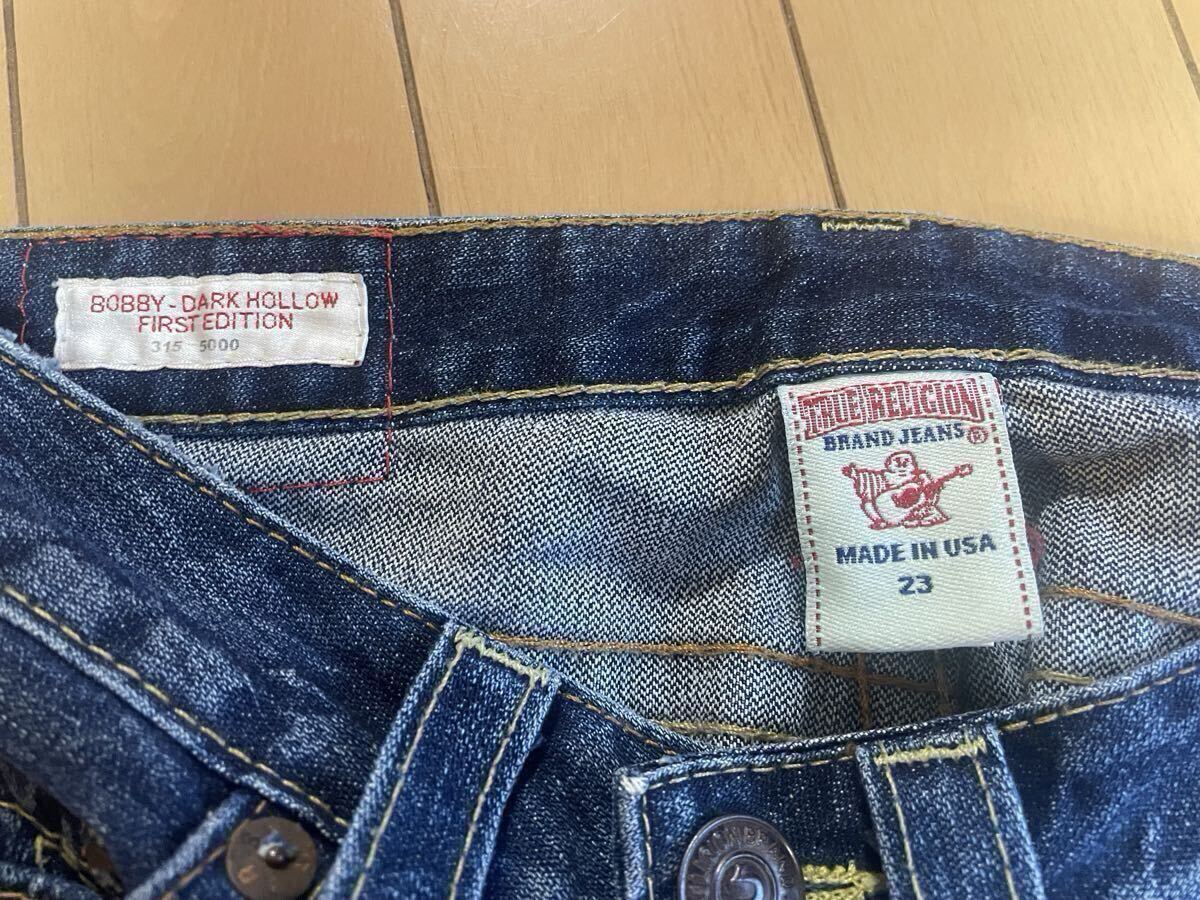 BOBBY - DARK HOLLOW
FIRST EDITION
315 5000
TRUE RELIGION
BRAND JEANS®
MADE IN USA
23